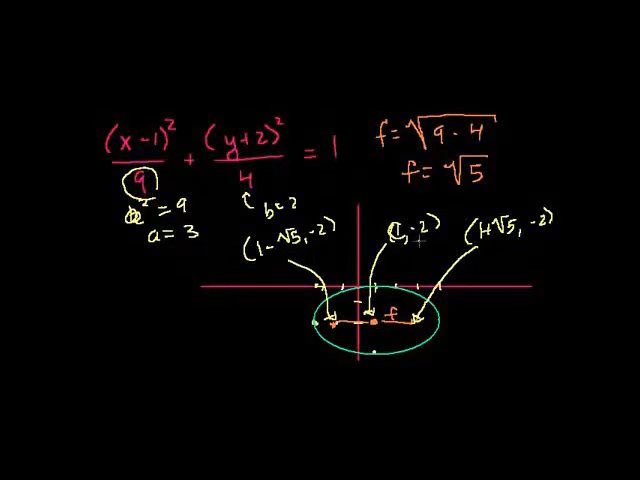 (x-1)²/9 + (y+2)²/4 = 1
f = √(9-4)
f = √5
a² = 9
a = 3
b = 2
(1-√5, -2)
(1, -2)
(1+√5, -2)
f